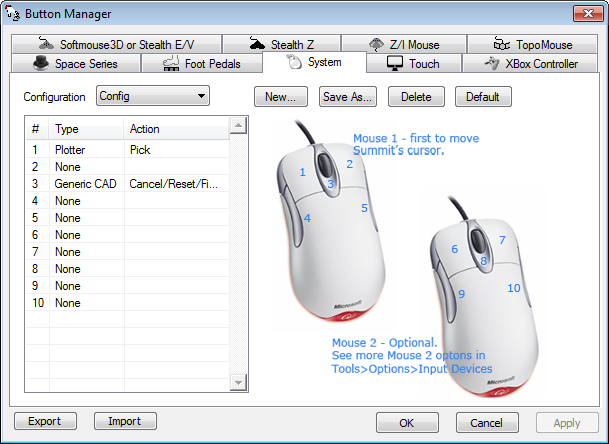 Button Manager
Softmouse3D or Stealth E/V
Stealth Z
Z/I Mouse
TopoMouse
Space Series
Foot Pedals
System
Touch
XBox Controller
Configuration
Config
New...
Save As...
Delete
Default
# Type Action
1 Plotter Pick
2 None
3 Generic CAD Cancel/Reset/Fi...
4 None
5 None
6 None
7 None
8 None
9 None
10 None
Mouse 1 - first to move
Summit's cursor.
1
2
3
4
5
Microsoft
6
7
8
9
10
Microsoft
Mouse 2 - Optional.
See more Mouse 2 optons in
Tools>Options>Input Devices
Export
Import
OK
Cancel
Apply